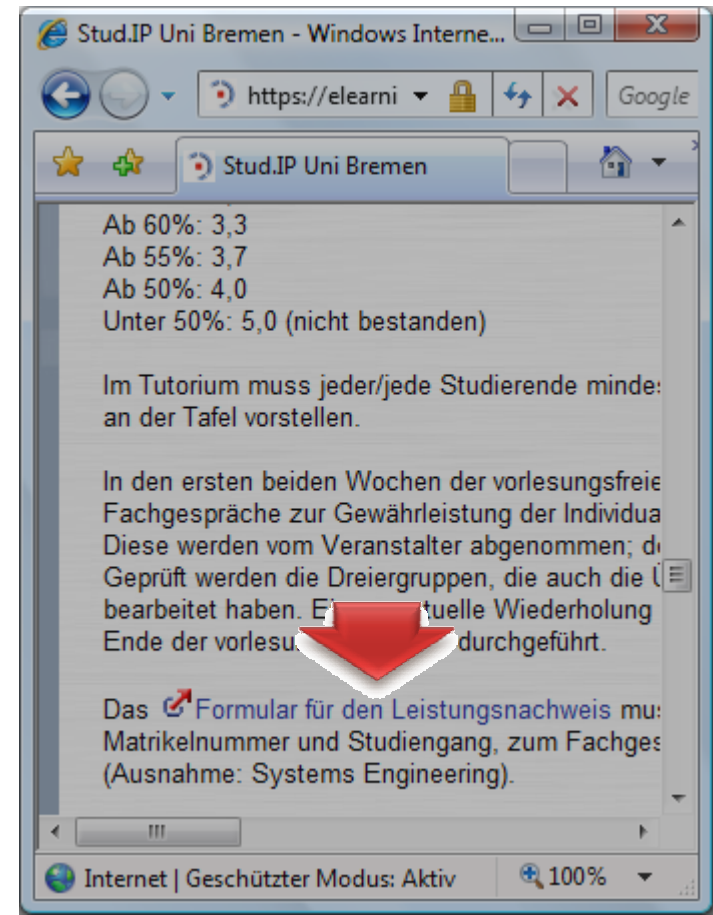 Stud.IP Uni Bremen - Windows Interne...
https://elearni
Google
Stud.IP Uni Bremen
Ab 60%: 3,3
Ab 55%: 3,7
Ab 50%: 4,0
Unter 50%: 5,0 (nicht bestanden)
Im Tutorium muss jeder/jede Studierende mindes
an der Tafel vorstellen.
In den ersten beiden Wochen der vorlesungsfreie
Fachgespräche zur Gewährleistung der Individua
Diese werden vom Veranstalter abgenommen;
Geprüft werden die Dreiergruppen, die auch die
bearbeitet haben. tuelle Wiederholung
Ende der vorlesu durchgeführt.
Das Formular für den Leistungsnachweis mus
Matrikelnummer und Studiengang, zum Fachges
(Ausnahme: Systems Engineering).
Internet | Geschützter Modus: Aktiv
100%